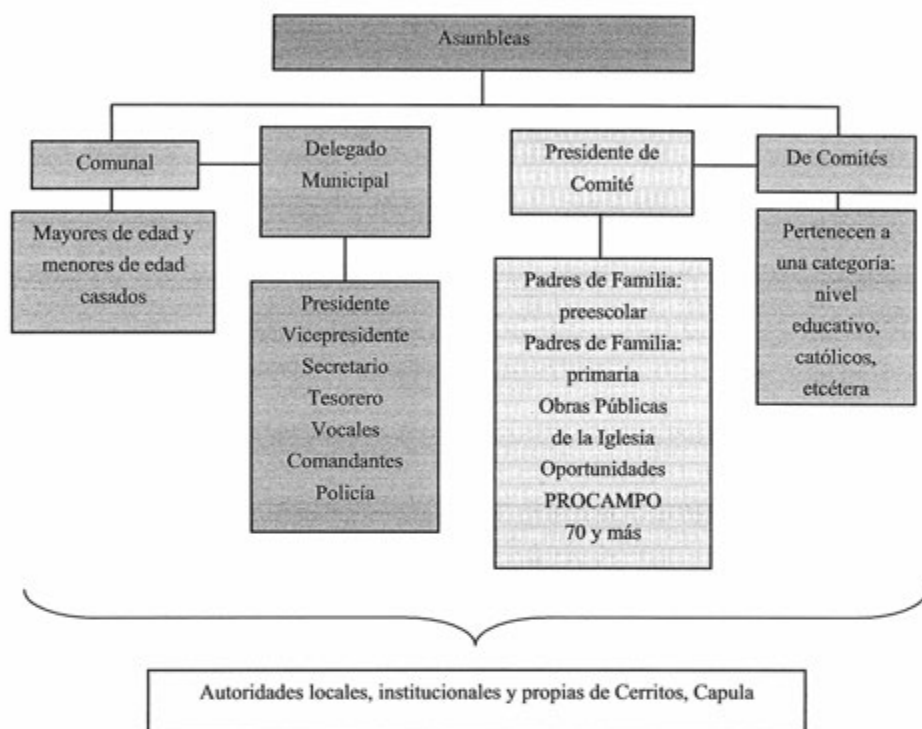 Asambleas
Comunal
Delegado
Municipal
Presidente de
Comité
De Comités
Mayores de edad y
menores de edad
casados
Presidente
Vicepresidente
Secretario
Tesorero
Vocales
Comandantes
Policía
Padres de Familia:
preescolar
Padres de Familia:
primaria
Obras Públicas
de la Iglesia
Oportunidades
PROCAMPO
70 y más
Pertenecen a
una categoría:
nivel
educativo,
católicos,
etcétera
Autoridades locales, institucionales y propias de Cerritos, Capula